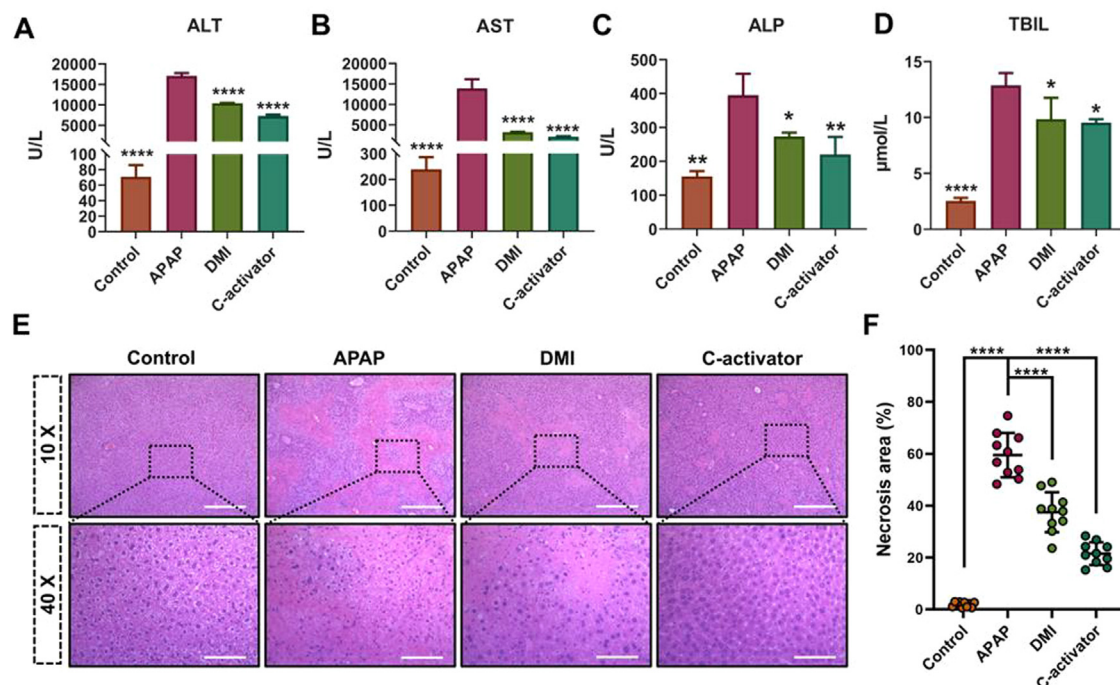 A
ALT
U/L
20000
15000
10000
5000
100
80
60
40
20
0
****
****
****
Control
APAP
DMI
C-activator
B
AST
U/L
20000
15000
10000
5000
300
200
100
0
****
****
****
Control
APAP
DMI
C-activator
C
ALP
U/L
500
400
300
200
100
0
**
*
**
Control
APAP
DMI
C-activator
D
TBIL
µmol/L
15
10
5
0
****
*
*
Control
APAP
DMI
C-activator
E
Control
APAP
DMI
C-activator
10 X
40 X
F
Necrosis area (%)
100
80
60
40
20
0
****
****
****
Control
APAP
DMI
C-activator